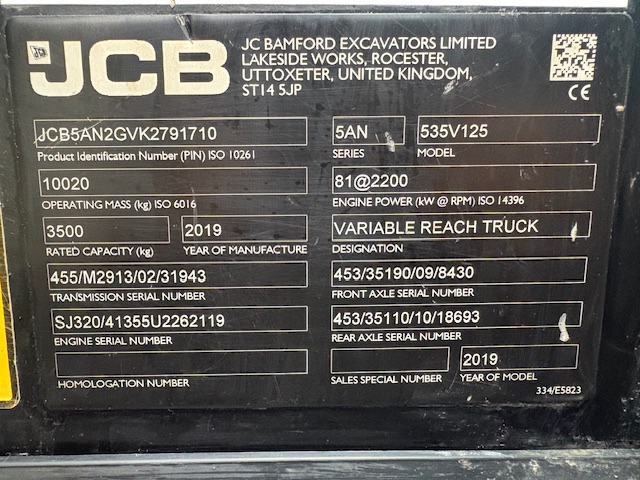 JCB
JCB
JC BAMFORD EXCAVATORS LIMITED
LAKESIDE WORKS, ROCESTER,
UTTOXETER, UNITED KINGDOM,
ST14 5JP
CE
JCB5AN2GVK2791710
Product Identification Number (PIN) ISO 10261
5AN
SERIES
535V125
MODEL
10020
OPERATING MASS (kg) ISO 6016
81@2200
ENGINE POWER (kW @ RPM) ISO 14396
3500
RATED CAPACITY (kg)
2019
YEAR OF MANUFACTURE
VARIABLE REACH TRUCK
DESIGNATION
455/M2913/02/31943
TRANSMISSION SERIAL NUMBER
453/35190/09/8430
FRONT AXLE SERIAL NUMBER
SJ320/41355U2262119
ENGINE SERIAL NUMBER
453/35110/10/18693
REAR AXLE SERIAL NUMBER
HOMOLOGATION NUMBER
SALES SPECIAL NUMBER
2019
YEAR OF MODEL
334/E5823